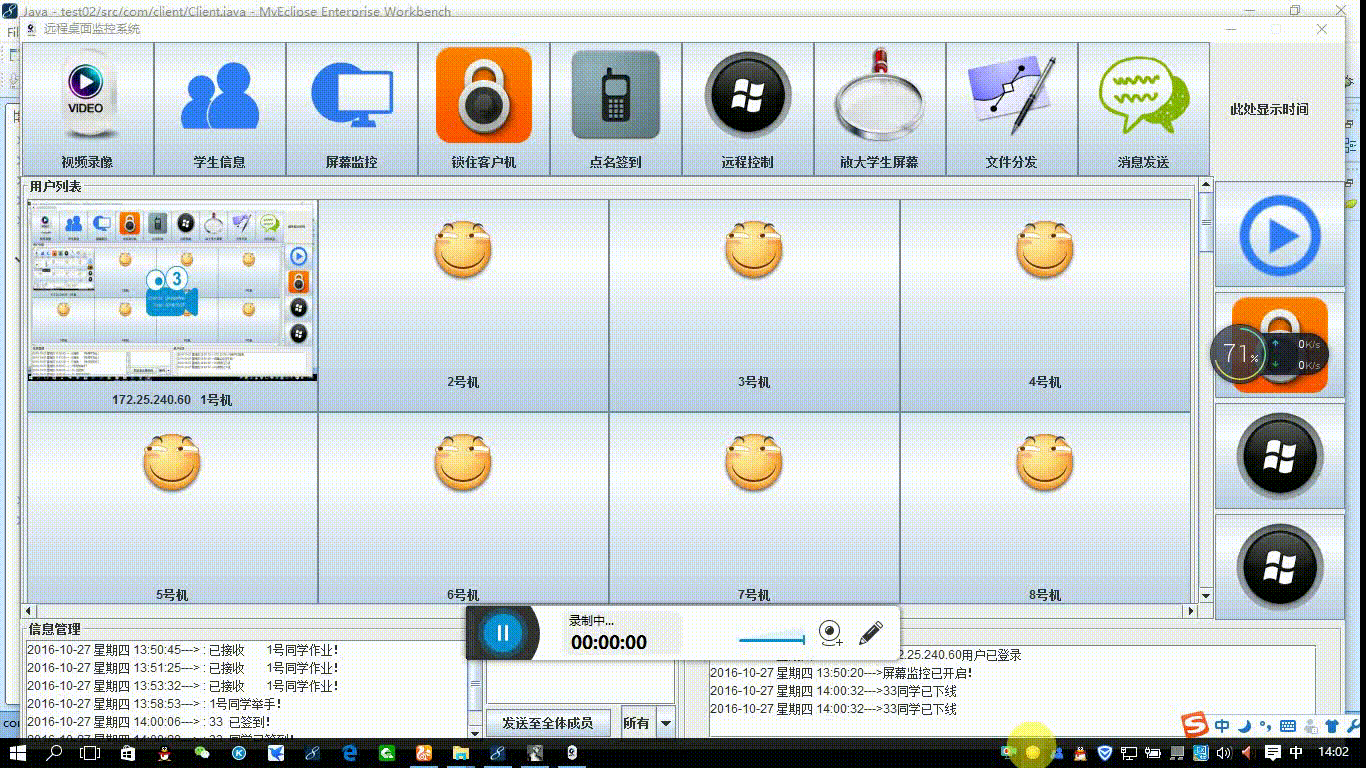 Java - test02/src/com/client/Client.java - MyEclipse Enterprise Workbench
远程桌面监控系统
VIDEO
视频录像
学生信息
屏幕监控
锁住客户机
点名签到
远程控制
放大学生屏幕
文件分发
消息发送
此处显示时间
用户列表
3
172.25.240.60 1号机
2号机
3号机
4号机
71%
0K/s
0K/s
5号机
6号机
7号机
8号机
录制中...
00:00:00
信息管理
2016-10-27 星期四 13:50:45---> : 已接收 1号同学作业!
2016-10-27 星期四 13:51:25---> : 已接收 1号同学作业!
2016-10-27 星期四 13:53:32---> : 已接收 1号同学作业!
2016-10-27 星期四 13:58:53---> : 1号同学举手!
2016-10-27 星期四 14:00:06---> : 33 已签到!
发送至全体成员
所有
2.25.240.60用户已登录
2016-10-27 星期四 13:50:20--->屏幕监控已开启!
2016-10-27 星期四 14:00:32--->33同学已下线
2016-10-27 星期四 14:00:32--->33同学已下线
中
中
14:02